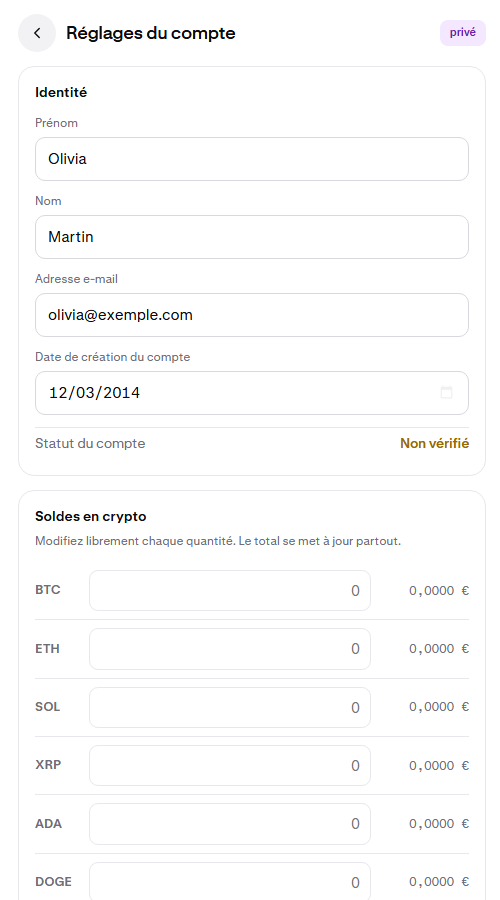 Réglages du compte
privé
Identité
Prénom
Olivia
Nom
Martin
Adresse e-mail
olivia@exemple.com
Date de création du compte
12/03/2014
Statut du compte Non vérifié
Soldes en crypto
Modifiez librement chaque quantité. Le total se met à jour partout.
BTC 0 0,0000 €
ETH 0 0,0000 €
SOL 0 0,0000 €
XRP 0 0,0000 €
ADA 0 0,0000 €
DOGE 0 0,0000 €